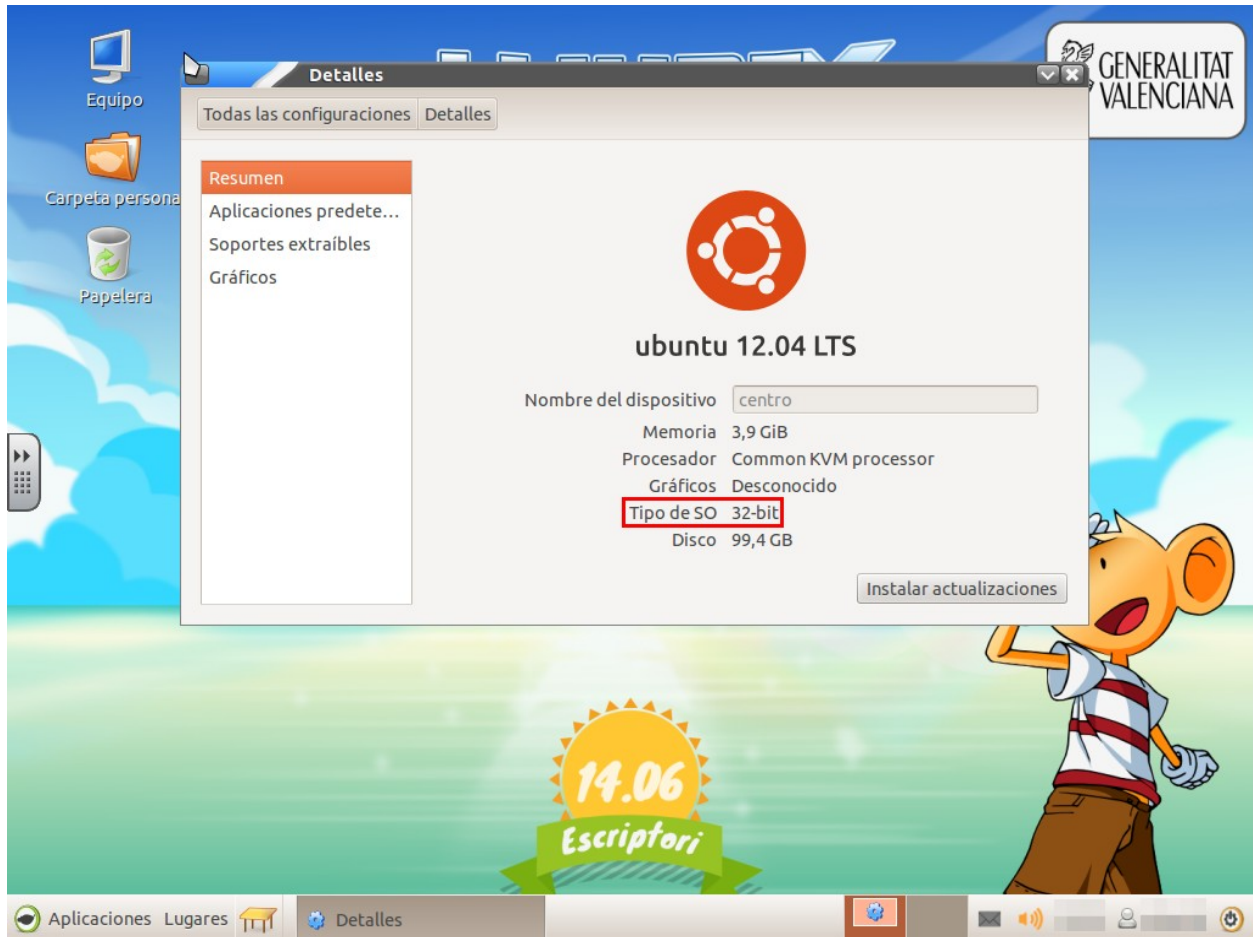 Equipo
Carpeta persona
Papelera
GENERALITAT
VALENCIANA
Detalles
Todas las configuraciones Detalles
Resumen
Aplicaciones predete...
Soportes extraíbles
Gráficos
ubuntu 12.04 LTS
Nombre del dispositivo centro
Memoria 3,9 GiB
Procesador Common KVM processor
Gráficos Desconocido
Tipo de SO 32-bit
Disco 99,4 GB
Instalar actualizaciones
14.06
Escriptori
Aplicaciones Lugares Detalles